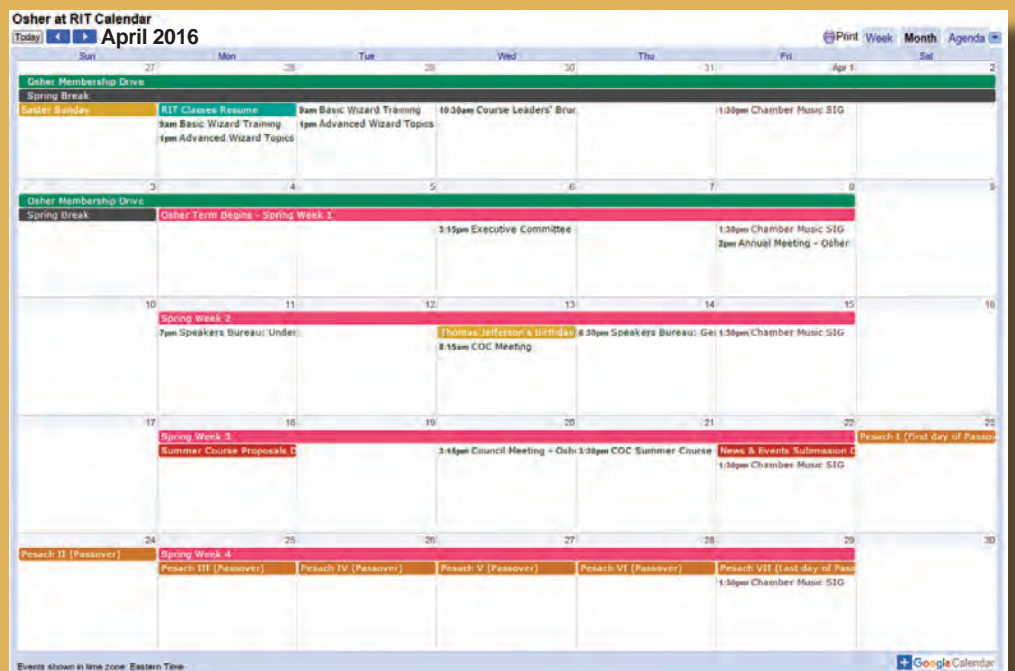 Osher at RIT Calendar
Today April 2016 Print Week Month Agenda
Sun Mon Tue Wed Thu Fri Sat
27 28 29 30 31 Apr 1 2
Osher Membership Drive
Spring Break
Easter Sunday RIT Classes Resume 9am Basic Wizard Training 10:30am Course Leaders' Brur 1:30pm Chamber Music SIG
9am Basic Wizard Training 1pm Advanced Wizard Topics
1pm Advanced Wizard Topics
3 4 5 6 7 8 9
Osher Membership Drive
Spring Break Osher Term Begins - Spring Week 1
3:15pm Executive Committee 1:30pm Chamber Music SIG
2pm Annual Meeting - Osher
10 11 12 13 14 15 16
Spring Week 2
7pm Speakers Bureau: Under Thomas Jefferson's Birthday 6:30pm Speakers Bureau: Ge 1:30pm Chamber Music SIG
8:15am COC Meeting
17 18 19 20 21 22 23
Spring Week 3 Pesach I (First day of Passov
Summer Course Proposals D 3:15pm Council Meeting - Osh 3:30pm COC Summer Course News & Events Submission D
1:30pm Chamber Music SIG
24 25 26 27 28 29 30
Pesach II (Passover) Spring Week 4
Pesach III (Passover) Pesach IV (Passover) Pesach V (Passover) Pesach VI (Passover) Pesach VII (Last day of Pass
1:30pm Chamber Music SIG
Events shown in time zone: Eastern Time
Google Calendar